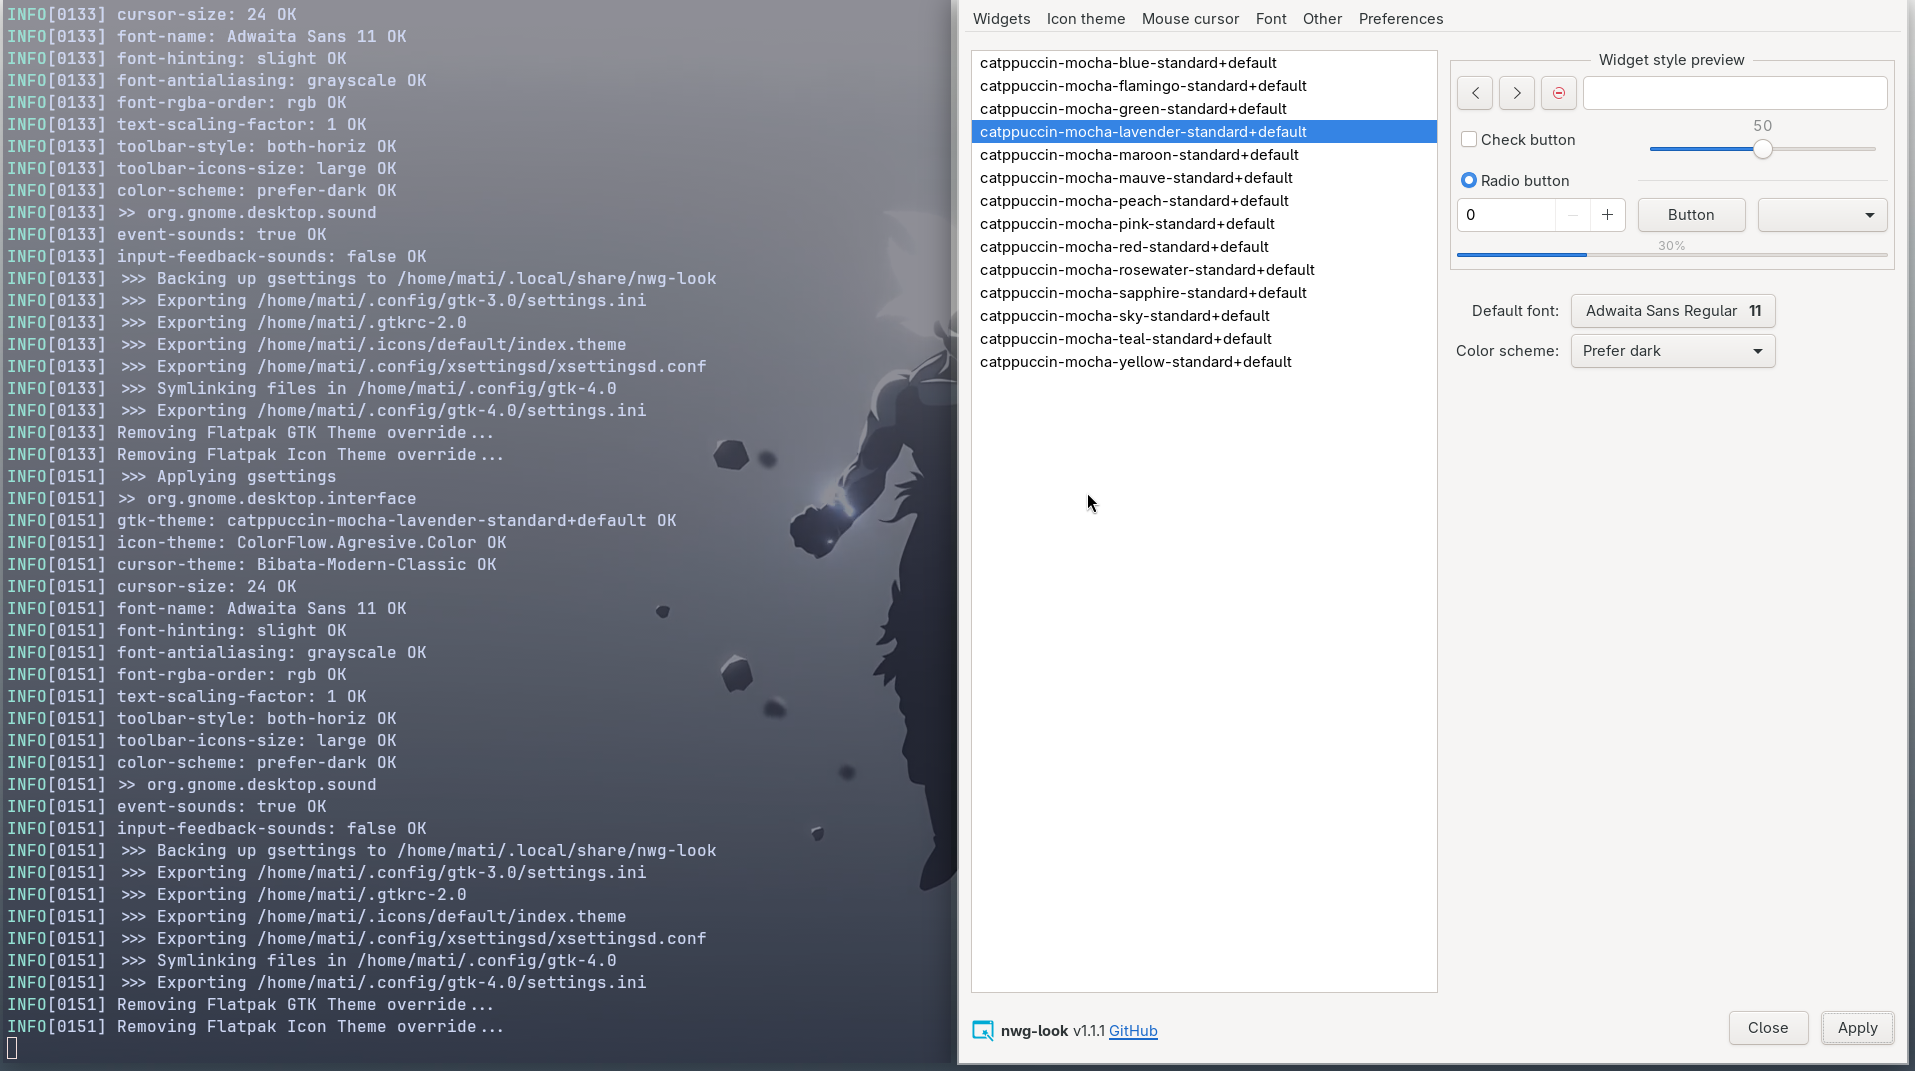 INFO[0133] cursor-size: 24 OK
INFO[0133] font-name: Adwaita Sans 11 OK
INFO[0133] font-hinting: slight OK
INFO[0133] font-antialiasing: grayscale OK
INFO[0133] font-rgba-order: rgb OK
INFO[0133] text-scaling-factor: 1 OK
INFO[0133] toolbar-style: both-horiz OK
INFO[0133] toolbar-icons-size: large OK
INFO[0133] color-scheme: prefer-dark OK
INFO[0133] >> org.gnome.desktop.sound
INFO[0133] event-sounds: true OK
INFO[0133] input-feedback-sounds: false OK
INFO[0133] >>> Backing up gsettings to /home/mati/.local/share/nwg-look
INFO[0133] >>> Exporting /home/mati/.config/gtk-3.0/settings.ini
INFO[0133] >>> Exporting /home/mati/.gtkrc-2.0
INFO[0133] >>> Exporting /home/mati/.icons/default/index.theme
INFO[0133] >>> Exporting /home/mati/.config/xsettingsd/xsettingsd.conf
INFO[0133] >>> Symlinking files in /home/mati/.config/gtk-4.0
INFO[0133] >>> Exporting /home/mati/.config/gtk-4.0/settings.ini
INFO[0133] Removing Flatpak GTK Theme override...
INFO[0133] Removing Flatpak Icon Theme override...
INFO[0151] >>> Applying gsettings
INFO[0151] >> org.gnome.desktop.interface
INFO[0151] gtk-theme: catppuccin-mocha-lavender-standard+default OK
INFO[0151] icon-theme: ColorFlow.Agresive.Color OK
INFO[0151] cursor-theme: Bibata-Modern-Classic OK
INFO[0151] cursor-size: 24 OK
INFO[0151] font-name: Adwaita Sans 11 OK
INFO[0151] font-hinting: slight OK
INFO[0151] font-antialiasing: grayscale OK
INFO[0151] font-rgba-order: rgb OK
INFO[0151] text-scaling-factor: 1 OK
INFO[0151] toolbar-style: both-horiz OK
INFO[0151] toolbar-icons-size: large OK
INFO[0151] color-scheme: prefer-dark OK
INFO[0151] >> org.gnome.desktop.sound
INFO[0151] event-sounds: true OK
INFO[0151] input-feedback-sounds: false OK
INFO[0151] >>> Backing up gsettings to /home/mati/.local/share/nwg-look
INFO[0151] >>> Exporting /home/mati/.config/gtk-3.0/settings.ini
INFO[0151] >>> Exporting /home/mati/.gtkrc-2.0
INFO[0151] >>> Exporting /home/mati/.icons/default/index.theme
INFO[0151] >>> Exporting /home/mati/.config/xsettingsd/xsettingsd.conf
INFO[0151] >>> Symlinking files in /home/mati/.config/gtk-4.0
INFO[0151] >>> Exporting /home/mati/.config/gtk-4.0/settings.ini
INFO[0151] Removing Flatpak GTK Theme override...
INFO[0151] Removing Flatpak Icon Theme override...
Widgets Icon theme Mouse cursor Font Other Preferences
catppuccin-mocha-blue-standard+default
catppuccin-mocha-flamingo-standard+default
catppuccin-mocha-green-standard+default
catppuccin-mocha-lavender-standard+default
catppuccin-mocha-maroon-standard+default
catppuccin-mocha-mauve-standard+default
catppuccin-mocha-peach-standard+default
catppuccin-mocha-pink-standard+default
catppuccin-mocha-red-standard+default
catppuccin-mocha-rosewater-standard+default
catppuccin-mocha-sapphire-standard+default
catppuccin-mocha-sky-standard+default
catppuccin-mocha-teal-standard+default
catppuccin-mocha-yellow-standard+default
Widget style preview
50
Check button
Radio button
0 − + Button
30%
Default font: Adwaita Sans Regular 11
Color scheme: Prefer dark
nwg-look v1.1.1 GitHub
Close Apply